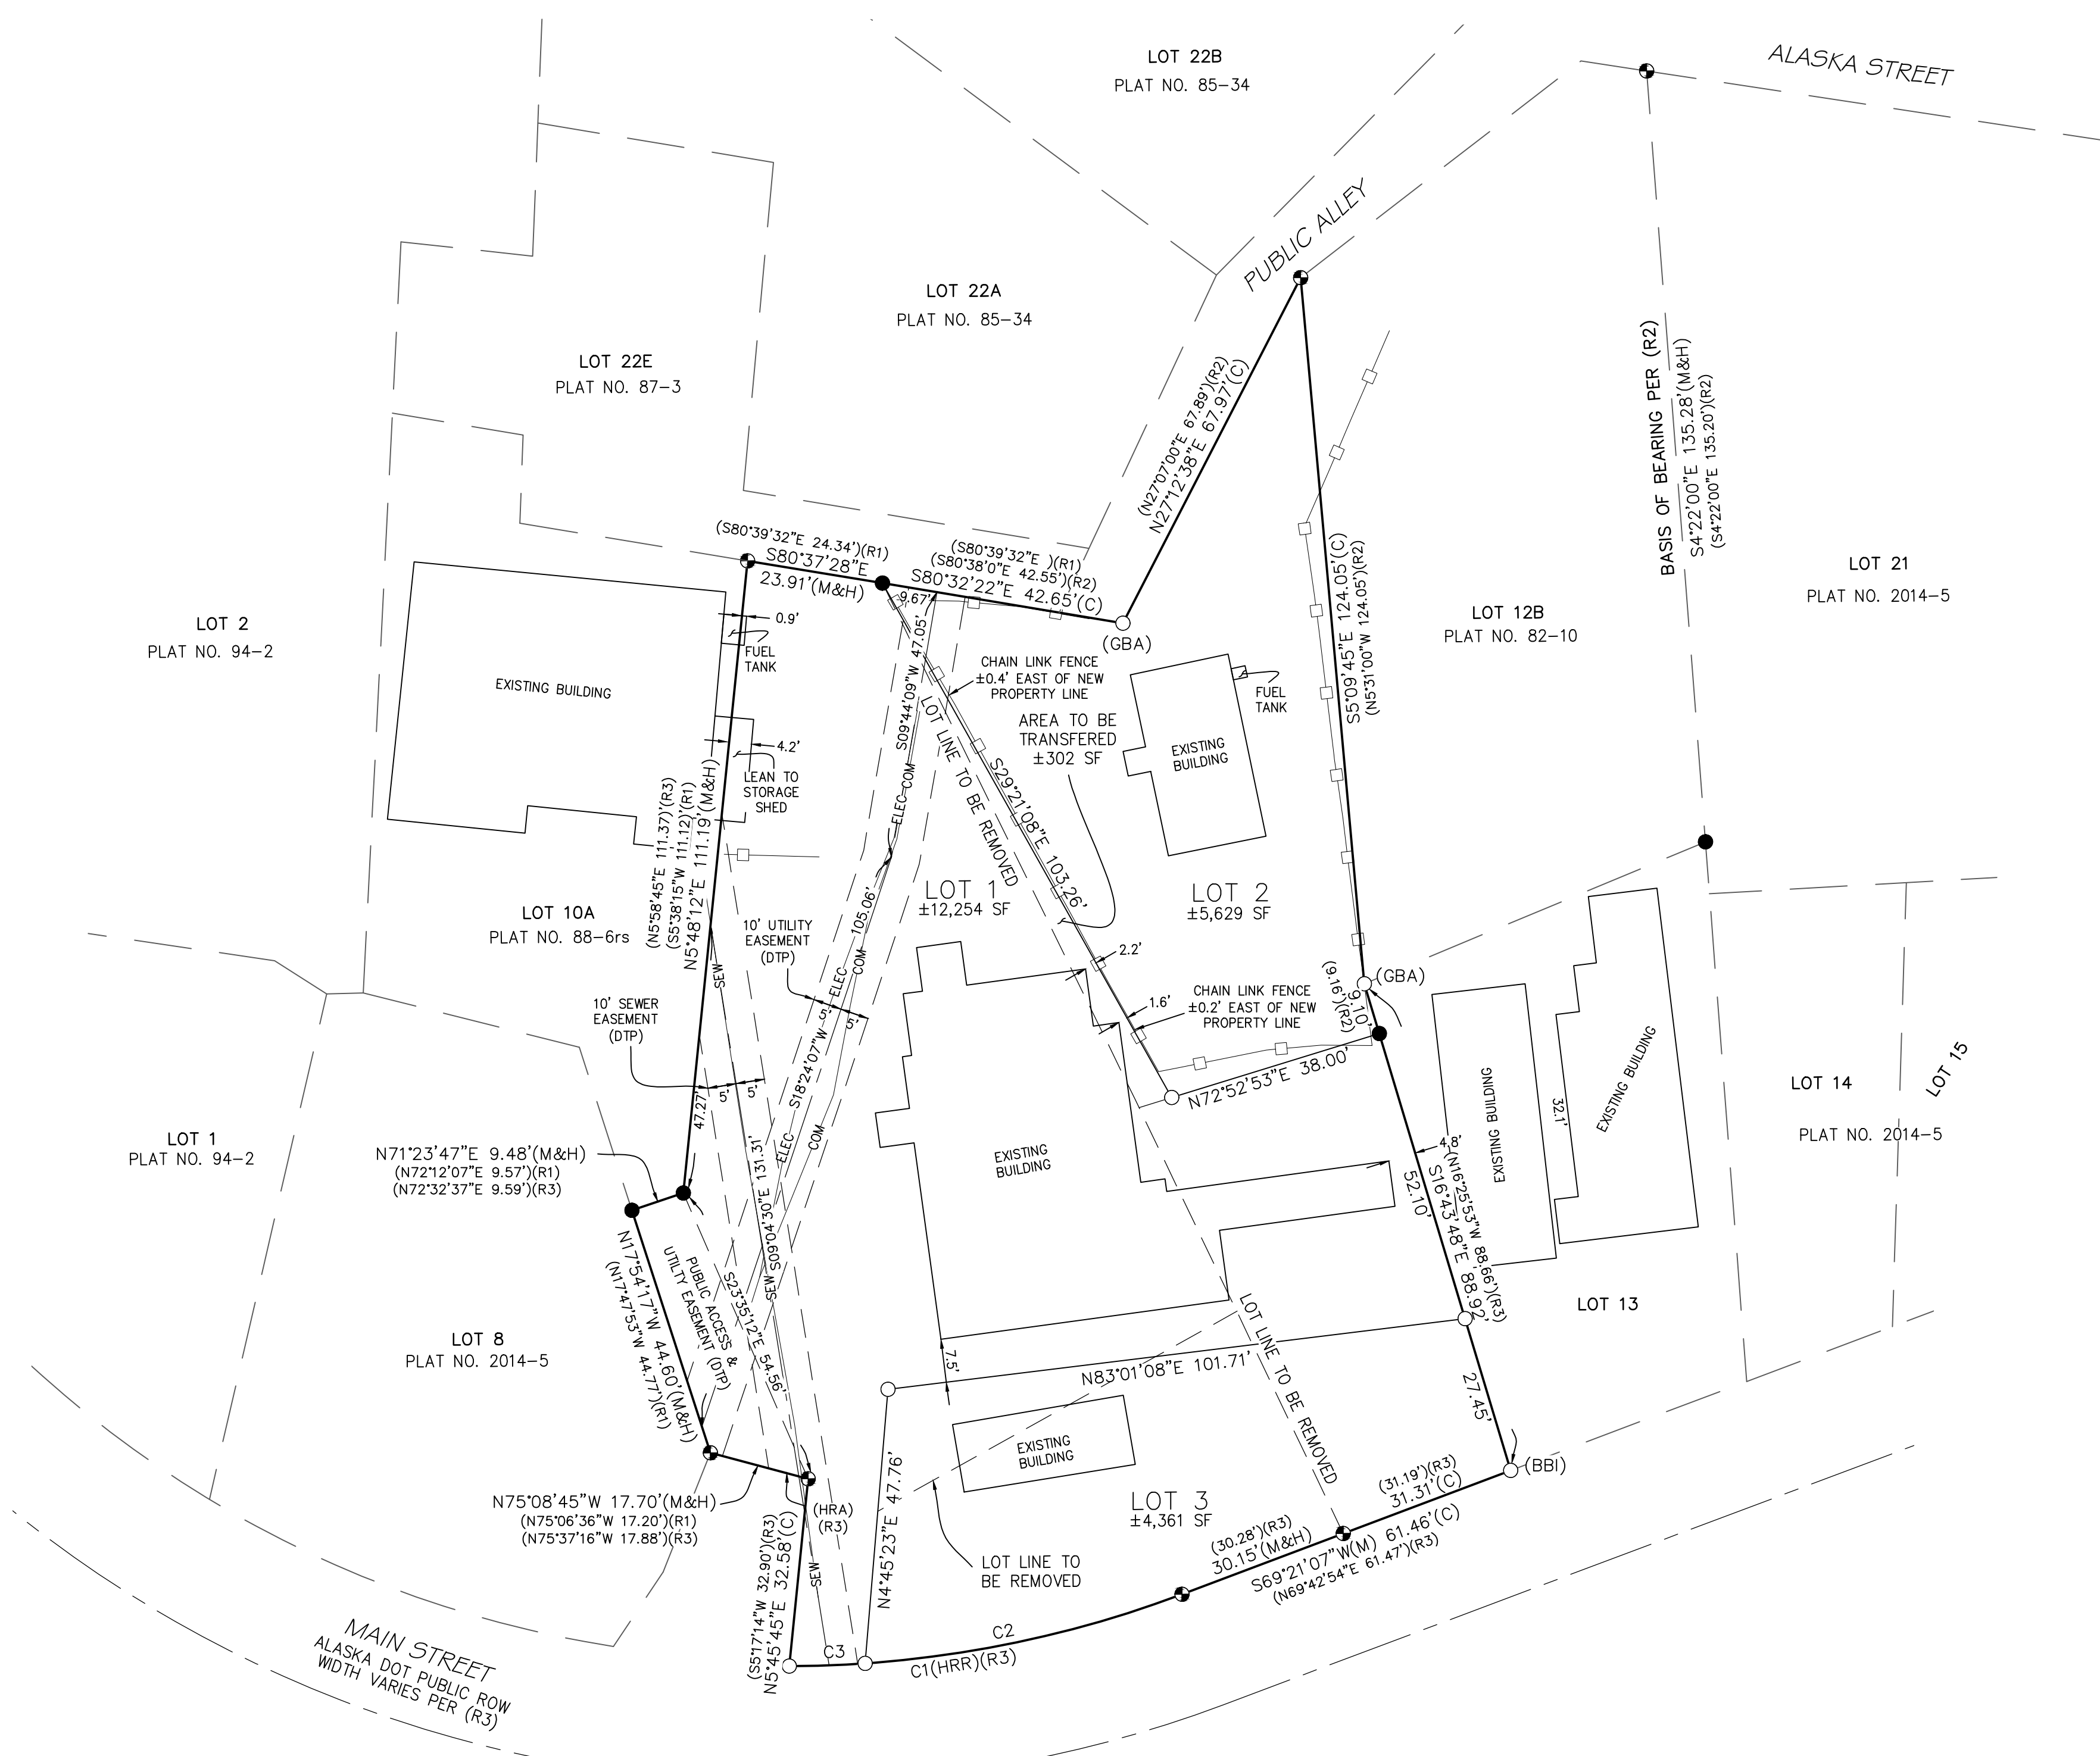 LOT 22B
PLAT NO. 85-34
ALASKA STREET
PUBLIC ALLEY
LOT 22A
PLAT NO. 85-34
LOT 22E
PLAT NO. 87-3
(N27°07'00"E 67.89')(R2)
N27°12'38"E 67.97'(C)
BASIS OF BEARING PER (R2)
S4°22'00"E 135.28'(M&H)
(S4°22'00"E 135.20')(R2)
LOT 21
PLAT NO. 2014-5
LOT 12B
PLAT NO. 82-10
LOT 2
PLAT NO. 94-2
(S80°39'32"E 24.34')(R1)
S80°37'28"E
23.91'(M&H)
(S80°39'32"E )(R1)
(S80°38'0"E 42.55')(R2)
S80°32'22"E 42.65'(C)
9.67'
(GBA)
S5°09'45"E 124.05'(C)
(N5°31'00"W 124.05')(R2)
0.9'
FUEL
TANK
EXISTING BUILDING
CHAIN LINK FENCE
±0.4' EAST OF NEW
PROPERTY LINE
S09°44'09"W 47.05'
LOT LINE TO BE REMOVED
AREA TO BE
TRANSFERED
±302 SF
EXISTING
BUILDING
FUEL
TANK
4.2'
LEAN TO
STORAGE
SHED
S29°21'08"E 103.26'
ELEC COM
(N5°58'45"E 111.37)'(R3)
(S5°38'15"W 111.12)'(R1)
N5°48'12"E 111.19'(M&H)
LOT 1
±12,254 SF
LOT 2
±5,629 SF
LOT 10A
PLAT NO. 88-6rs
10' UTILITY
EASEMENT
(DTP)
S18°24'07"W 105.06'
ELEC
COM
2.2'
1.6'
5'
5'
CHAIN LINK FENCE
±0.2' EAST OF NEW
PROPERTY LINE
(GBA)
9.10'
(9.16')(R2)
SEW
10' SEWER
EASEMENT
(DTP)
5'
5'
47.27'
N72°52'53"E 38.00'
EXISTING BUILDING
32.1'
EXISTING BUILDING
LOT 14
PLAT NO. 2014-5
LOT 15
LOT 1
PLAT NO. 94-2
N71°23'47"E 9.48'(M&H)
(N72°12'07"E 9.57')(R1)
(N72°32'37"E 9.59')(R3)
ELEC
COM
EXISTING
BUILDING
4.8'
52.10'
(N16°25'53"W 88.66')(R3)
S16°43'48"E 88.92'
SEW S09°04'30"E 131.31'
N17°54'17"W 44.60'(M&H)
(N17°47'53"W 44.77')(R1)
PUBLIC ACCESS &
UTILTY EASEMENT (DTP)
S23°35'12"E 54.56'
LOT 13
LOT 8
PLAT NO. 2014-5
7.5'
LOT LINE TO BE REMOVED
N83°01'08"E 101.71'
27.45'
EXISTING
BUILDING
(BBI)
N75°08'45"W 17.70'(M&H)
(N75°06'36"W 17.20')(R1)
(N75°37'16"W 17.88')(R3)
(HRA)
(R3)
LOT 3
±4,361 SF
(31.19')(R3)
31.31'(C)
(30.28')(R3)
30.15'(M&H)
S69°21'07"W(M) 61.46'(C)
(N69°42'54"E 61.47')(R3)
LOT LINE TO
BE REMOVED
N4°45'23"E 47.76'
SEW
(S5°17'14"W 32.90')(R3)
N5°45'45"E 32.58'(C)
C3
C2
C1(HRR)(R3)
MAIN STREET
ALASKA DOT PUBLIC ROW
WIDTH VARIES PER (R3)